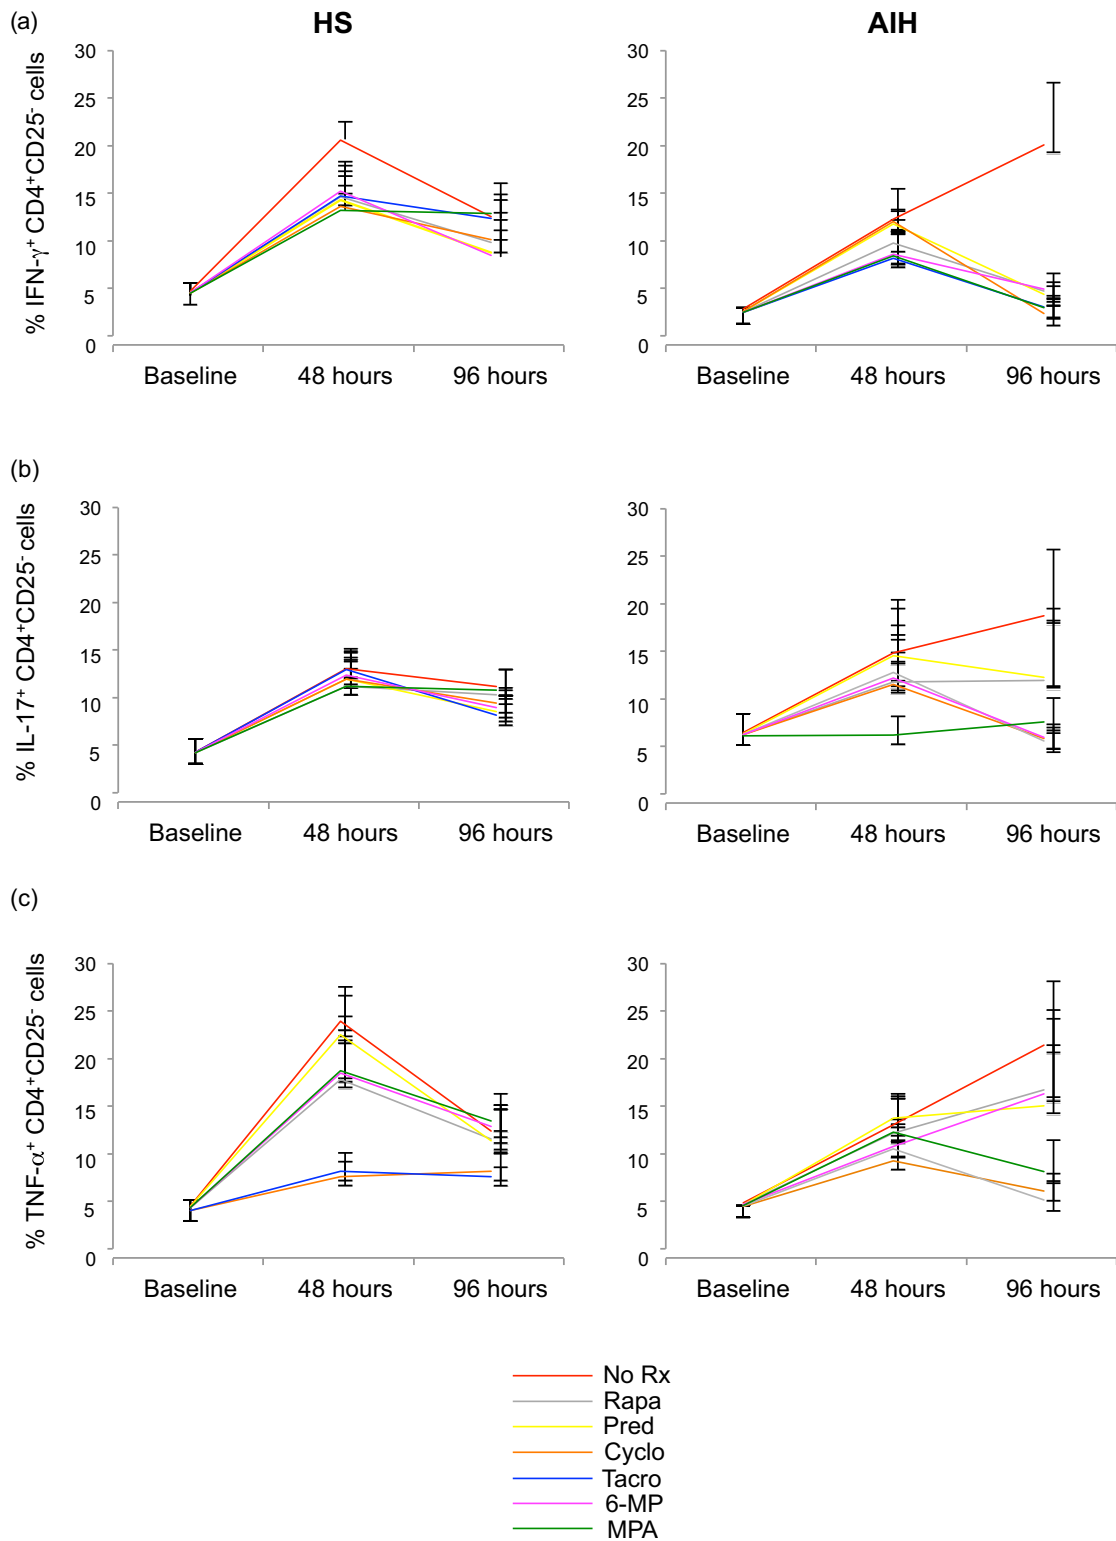 (a)
HS
AIH
% IFN-γ⁺ CD4⁺CD25⁻ cells
30
25
20
15
10
5
0
Baseline 48 hours 96 hours
30
25
20
15
10
5
0
Baseline 48 hours 96 hours
(b)
% IL-17⁺ CD4⁺CD25⁻ cells
30
25
20
15
10
5
0
Baseline 48 hours 96 hours
30
25
20
15
10
5
0
Baseline 48 hours 96 hours
(c)
% TNF-α⁺ CD4⁺CD25⁻ cells
30
25
20
15
10
5
0
Baseline 48 hours 96 hours
30
25
20
15
10
5
0
Baseline 48 hours 96 hours
No Rx
Rapa
Pred
Cyclo
Tacro
6-MP
MPA